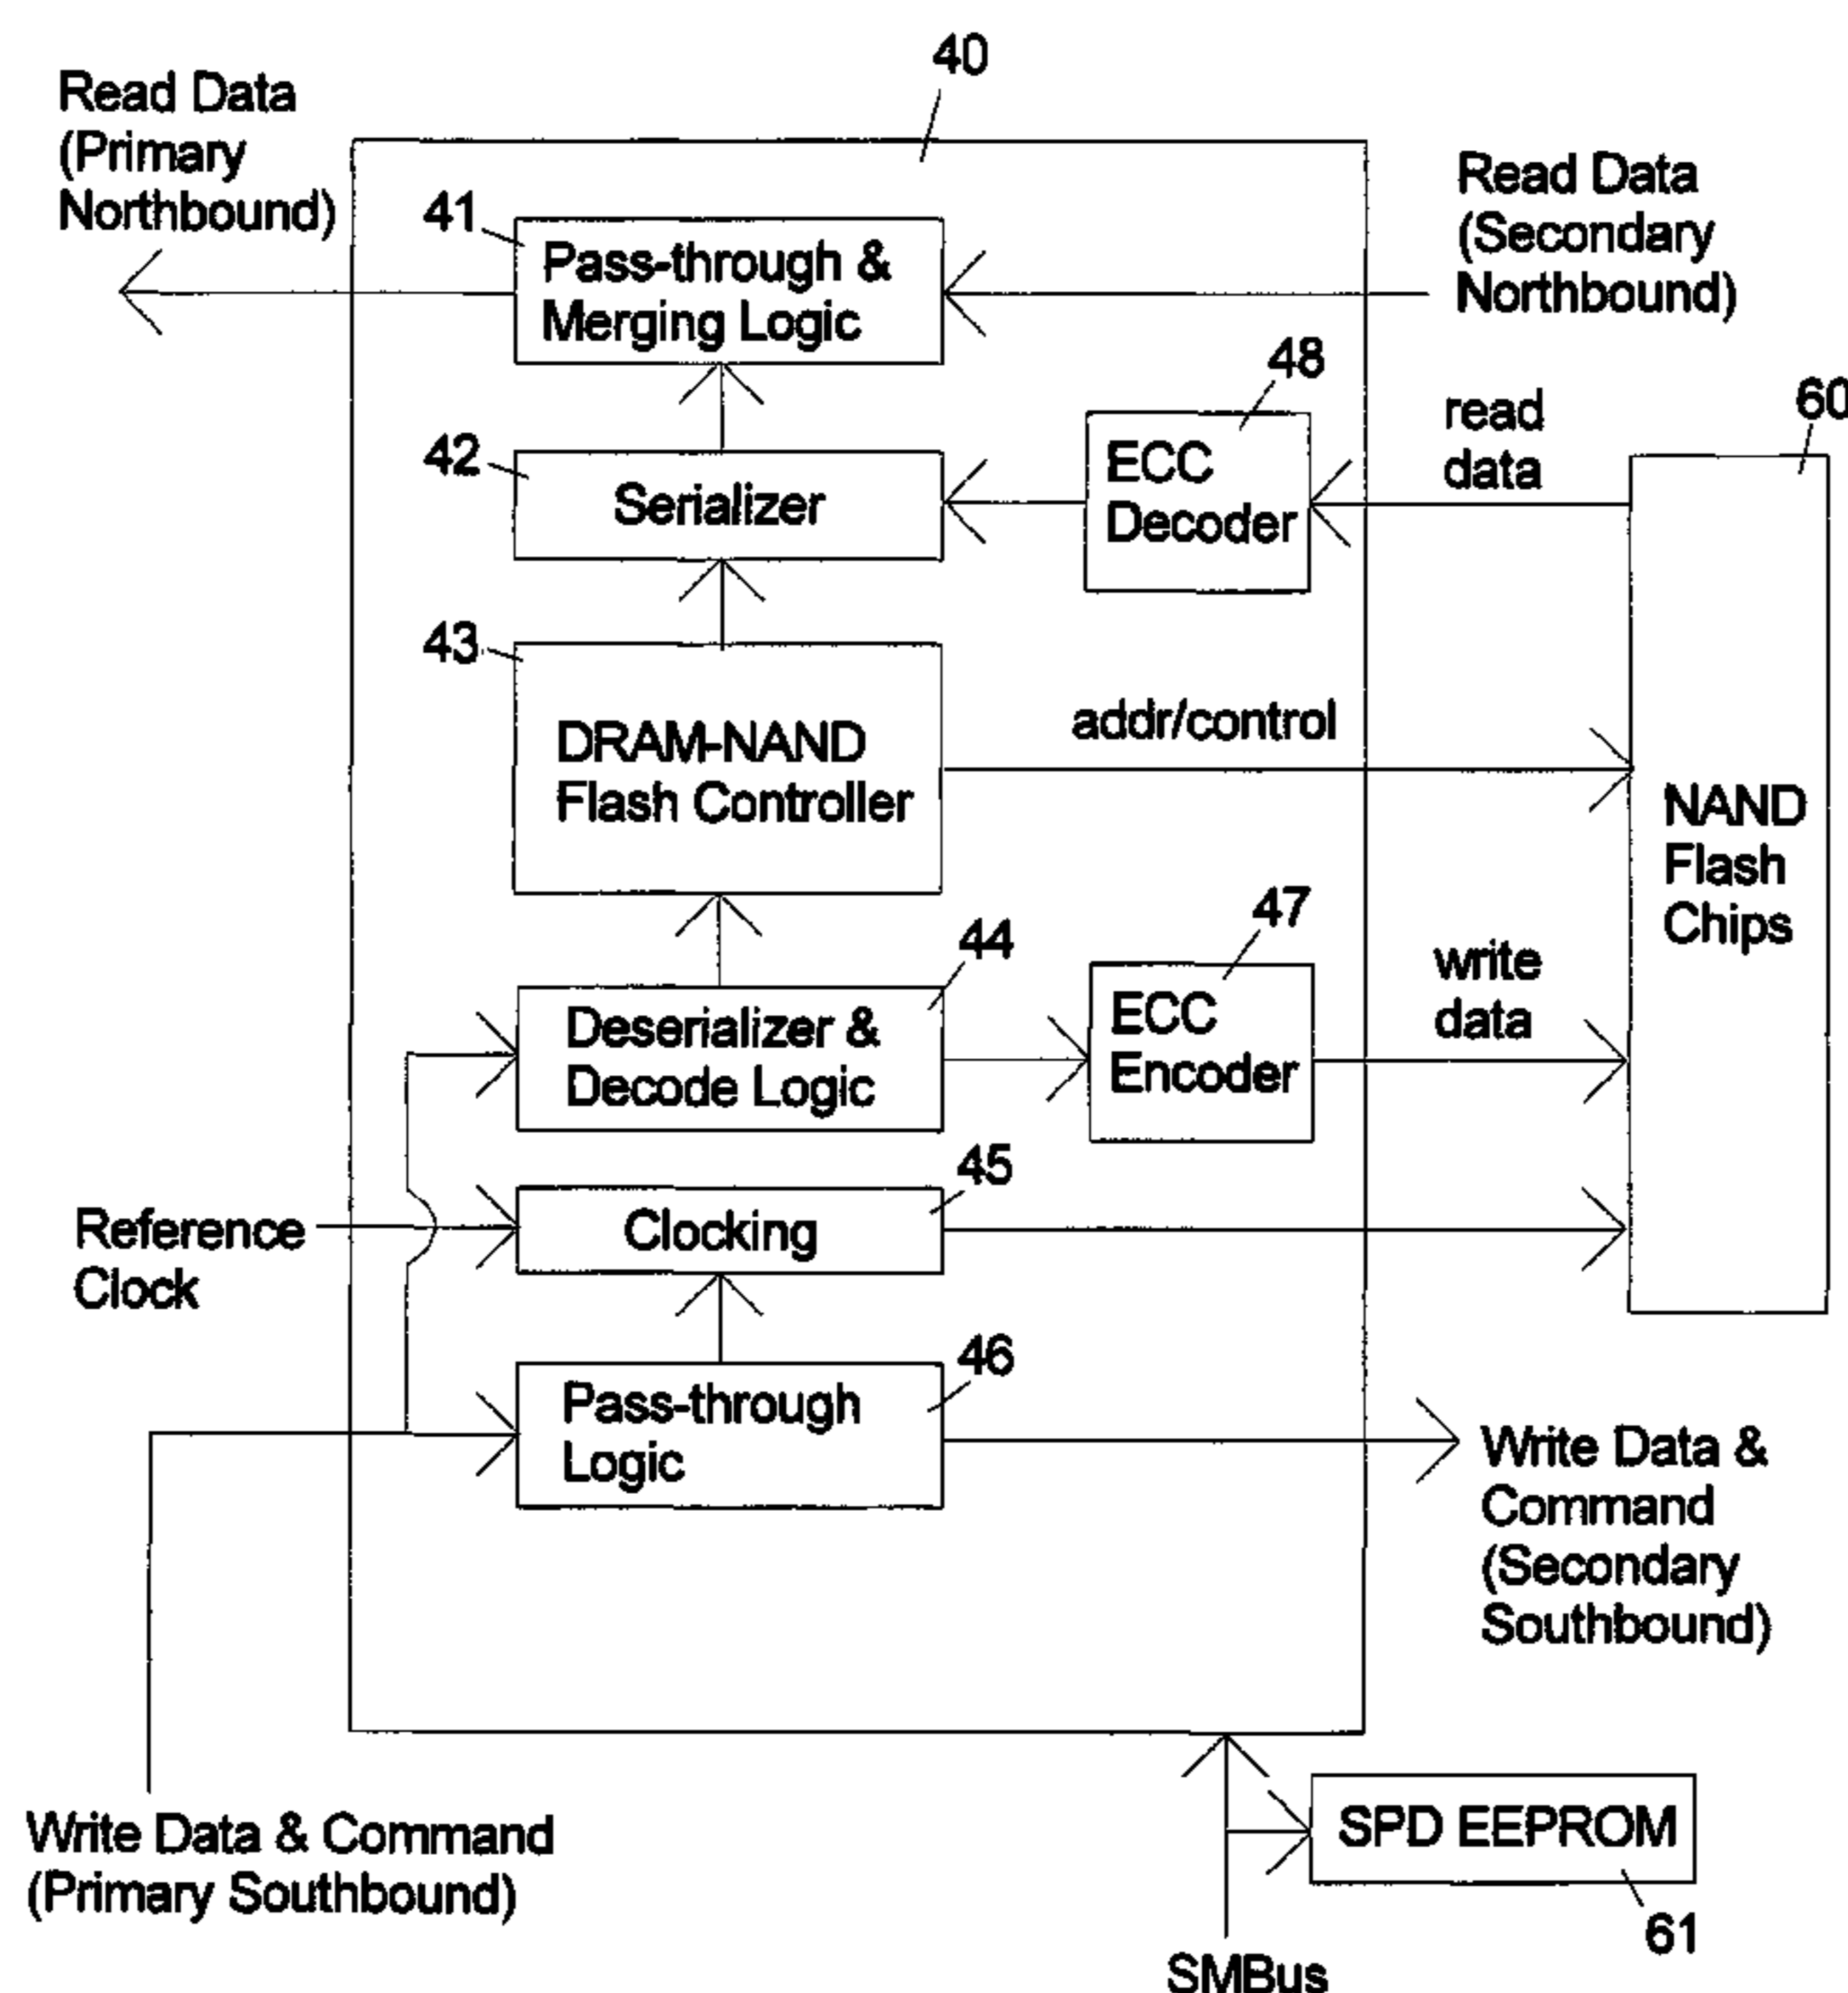 40
Read Data
(Primary
Northbound)
Read Data
(Secondary
Northbound)
41
Pass-through &
Merging Logic
48
60
42
Serializer
ECC
Decoder
read
data
43
DRAM-NAND
Flash Controller
addr/control
NAND
Flash
Chips
44
47
Deserializer &
Decode Logic
ECC
Encoder
write
data
45
Reference
Clock
Clocking
46
Pass-through
Logic
Write Data &
Command
(Secondary
Southbound)
Write Data & Command
(Primary Southbound)
SPD EEPROM
61
SMBus